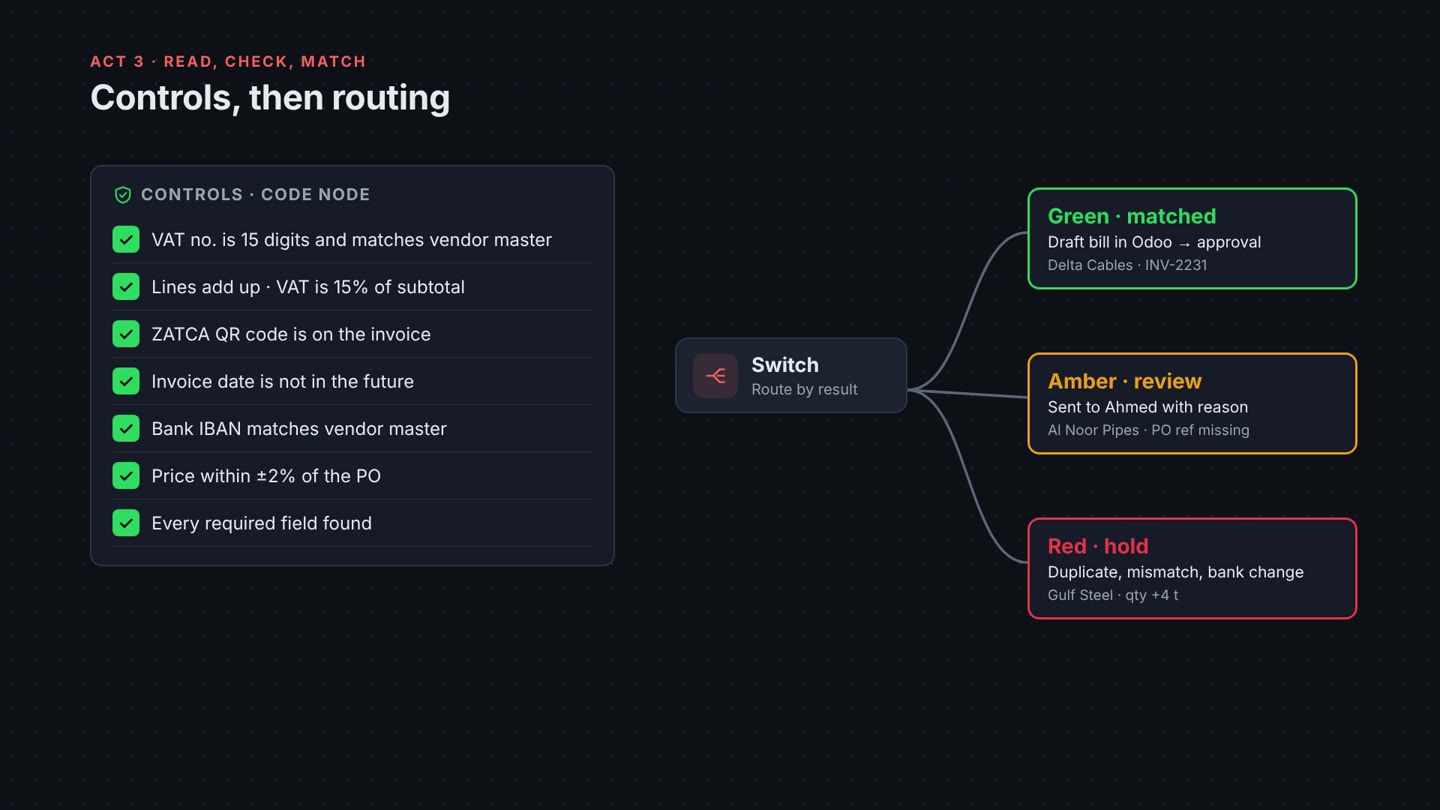 ACT 3 · READ, CHECK, MATCH
Controls, then routing
CONTROLS · CODE NODE
VAT no. is 15 digits and matches vendor master
Lines add up · VAT is 15% of subtotal
ZATCA QR code is on the invoice
Invoice date is not in the future
Bank IBAN matches vendor master
Price within ±2% of the PO
Every required field found
Switch
Route by result
Green · matched
Draft bill in Odoo → approval
Delta Cables · INV-2231
Amber · review
Sent to Ahmed with reason
Al Noor Pipes · PO ref missing
Red · hold
Duplicate, mismatch, bank change
Gulf Steel · qty +4 t